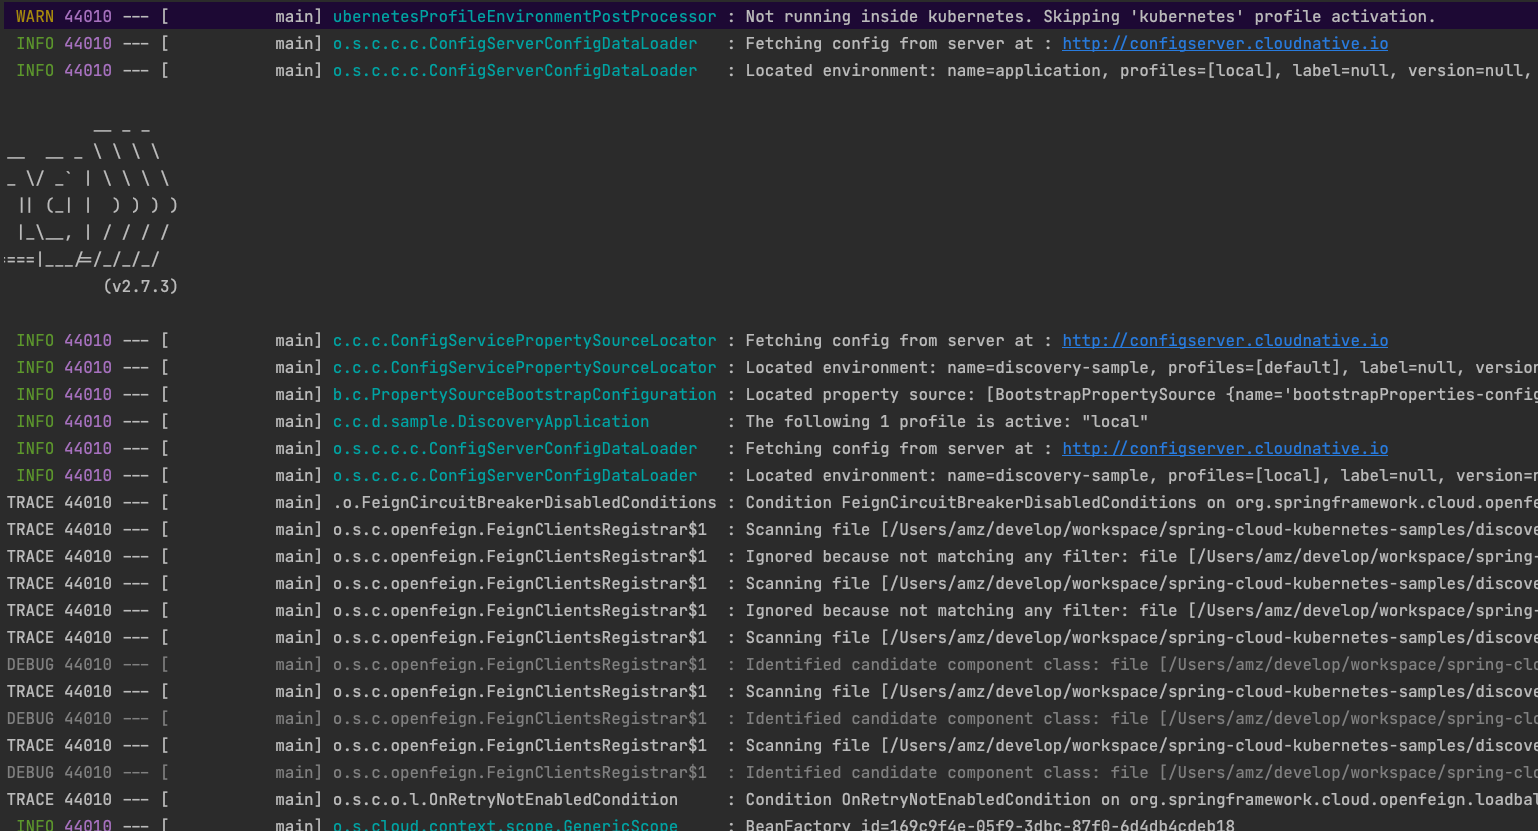 WARN 44010 --- [           main] ubernetesProfileEnvironmentPostProcessor : Not running inside kubernetes. Skipping 'kubernetes' profile activation.
INFO 44010 --- [           main] o.s.c.c.c.ConfigServerConfigDataLoader   : Fetching config from server at : http://configserver.cloudnative.io
INFO 44010 --- [           main] o.s.c.c.c.ConfigServerConfigDataLoader   : Located environment: name=application, profiles=[local], label=null, version=null,
          __ _ _
__  __ _ \ \ \ \
_ \/ _` | \ \ \ \
 || (_| |  ) ) ) )
 |_\__, | / / / /
====|___/=/_/_/_/
          (v2.7.3)
INFO 44010 --- [           main] c.c.c.ConfigServicePropertySourceLocator : Fetching config from server at : http://configserver.cloudnative.io
INFO 44010 --- [           main] c.c.c.ConfigServicePropertySourceLocator : Located environment: name=discovery-sample, profiles=[default], label=null, version
INFO 44010 --- [           main] b.c.PropertySourceBootstrapConfiguration : Located property source: [BootstrapPropertySource {name='bootstrapProperties-config
INFO 44010 --- [           main] c.c.d.sample.DiscoveryApplication        : The following 1 profile is active: "local"
INFO 44010 --- [           main] o.s.c.c.c.ConfigServerConfigDataLoader   : Fetching config from server at : http://configserver.cloudnative.io
INFO 44010 --- [           main] o.s.c.c.c.ConfigServerConfigDataLoader   : Located environment: name=discovery-sample, profiles=[local], label=null, version=n
TRACE 44010 --- [           main] .o.FeignCircuitBreakerDisabledConditions : Condition FeignCircuitBreakerDisabledConditions on org.springframework.cloud.openfe
TRACE 44010 --- [           main] o.s.c.openfeign.FeignClientsRegistrar$1  : Scanning file [/Users/amz/develop/workspace/spring-cloud-kubernetes-samples/discove
TRACE 44010 --- [           main] o.s.c.openfeign.FeignClientsRegistrar$1  : Ignored because not matching any filter: file [/Users/amz/develop/workspace/spring-
TRACE 44010 --- [           main] o.s.c.openfeign.FeignClientsRegistrar$1  : Scanning file [/Users/amz/develop/workspace/spring-cloud-kubernetes-samples/discove
TRACE 44010 --- [           main] o.s.c.openfeign.FeignClientsRegistrar$1  : Ignored because not matching any filter: file [/Users/amz/develop/workspace/spring-
TRACE 44010 --- [           main] o.s.c.openfeign.FeignClientsRegistrar$1  : Scanning file [/Users/amz/develop/workspace/spring-cloud-kubernetes-samples/discove
DEBUG 44010 --- [           main] o.s.c.openfeign.FeignClientsRegistrar$1  : Identified candidate component class: file [/Users/amz/develop/workspace/spring-clo
TRACE 44010 --- [           main] o.s.c.openfeign.FeignClientsRegistrar$1  : Scanning file [/Users/amz/develop/workspace/spring-cloud-kubernetes-samples/discove
DEBUG 44010 --- [           main] o.s.c.openfeign.FeignClientsRegistrar$1  : Identified candidate component class: file [/Users/amz/develop/workspace/spring-clo
TRACE 44010 --- [           main] o.s.c.openfeign.FeignClientsRegistrar$1  : Scanning file [/Users/amz/develop/workspace/spring-cloud-kubernetes-samples/discove
DEBUG 44010 --- [           main] o.s.c.openfeign.FeignClientsRegistrar$1  : Identified candidate component class: file [/Users/amz/develop/workspace/spring-clo
TRACE 44010 --- [           main] o.s.c.o.l.OnRetryNotEnabledCondition     : Condition OnRetryNotEnabledCondition on org.springframework.cloud.openfeign.loadbal
INFO 44010 --- [           main] o.s.cloud.context.scope.GenericScope     : BeanFactory id=169c9f4e-05f9-3dbc-87f0-6d4db4cdeb18